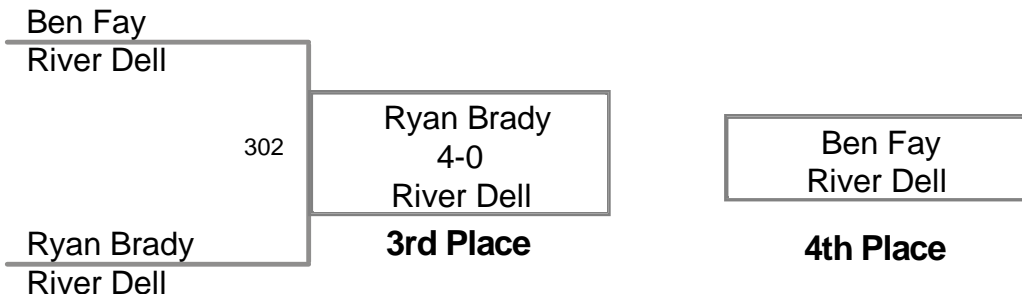 Ben Fay
River Dell
302
Ryan Brady
River Dell
Ryan Brady
4-0
River Dell
3rd Place
Ben Fay
River Dell
4th Place